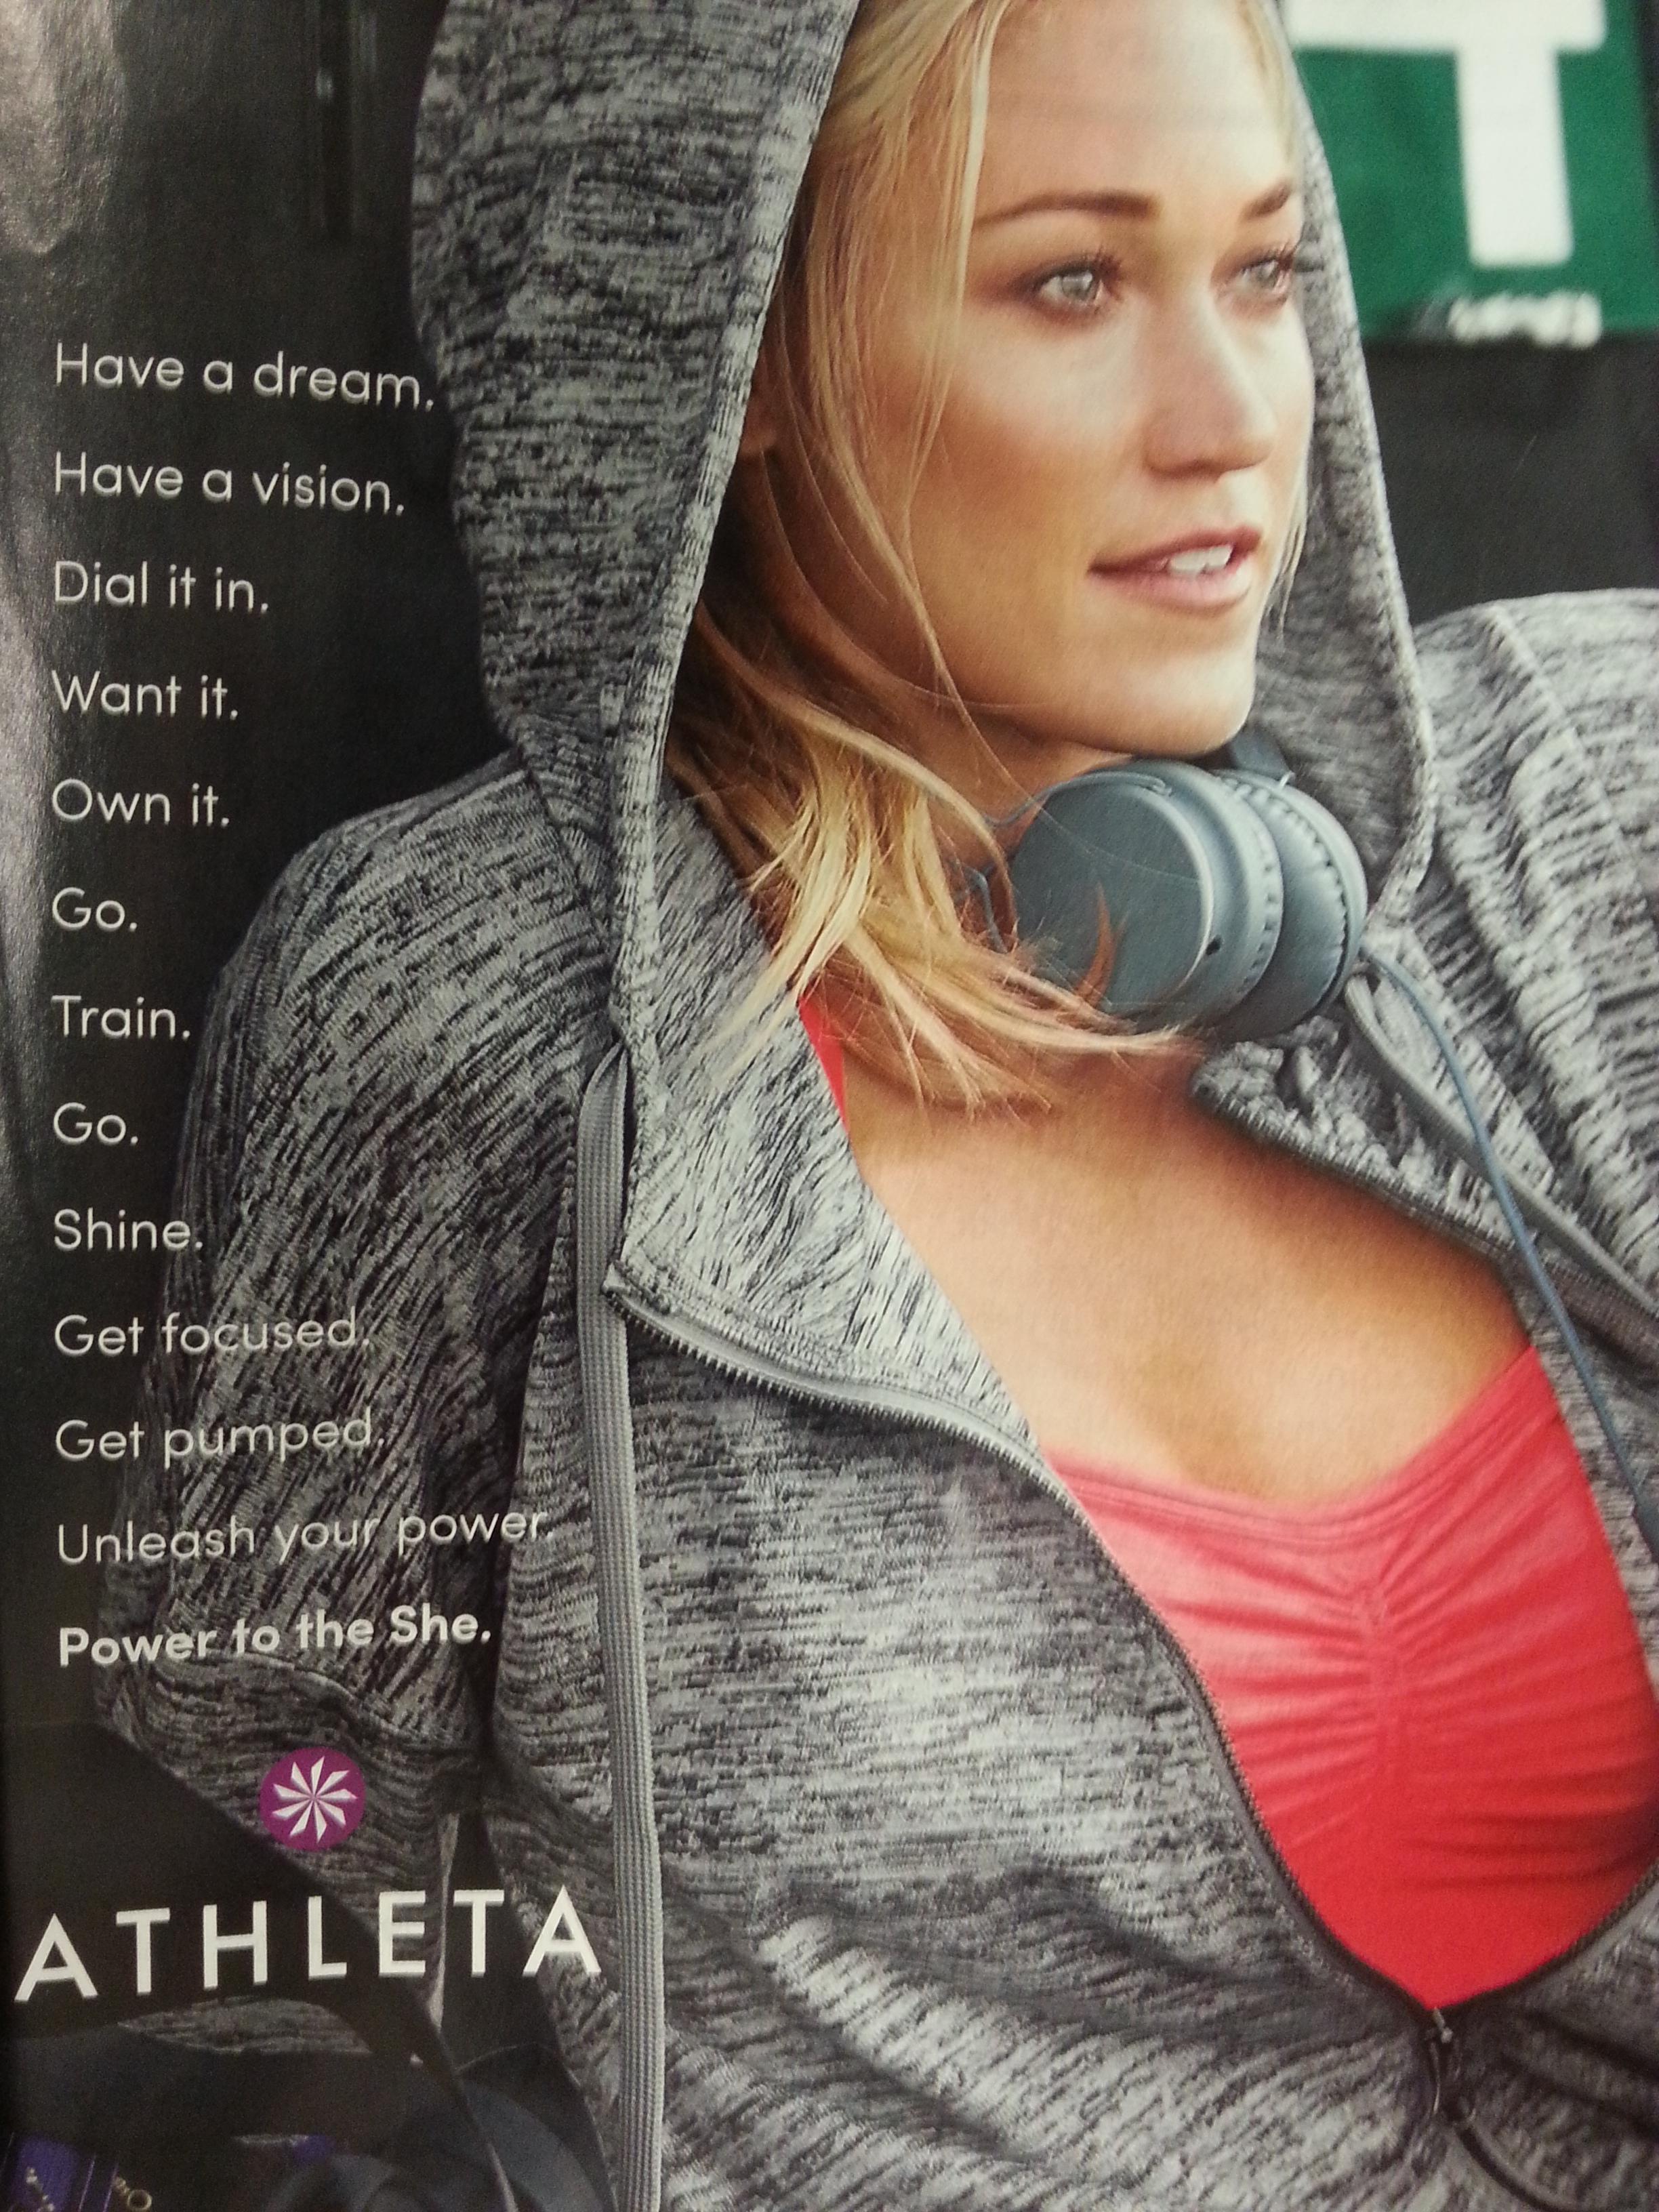 Have a dream.
Have a vision.
Dial it in.
Want it.
Own it.
Go.
Train.
Go.
Shine.
Get focused.
Get pumped.
Unleash your power.
Power to the She.
ATHLETA